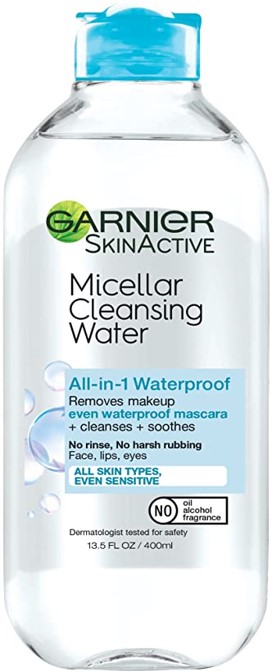 GARNIER
SKINACTIVE
Micellar
Cleansing
Water
All-in-1 Waterproof
Removes makeup
even waterproof mascara
+ cleanses + soothes
No rinse, No harsh rubbing
Face, lips, eyes
ALL SKIN TYPES,
EVEN SENSITIVE
NO oil
alcohol
fragrance
Dermatologist tested for safety
13.5 FL OZ / 400ml